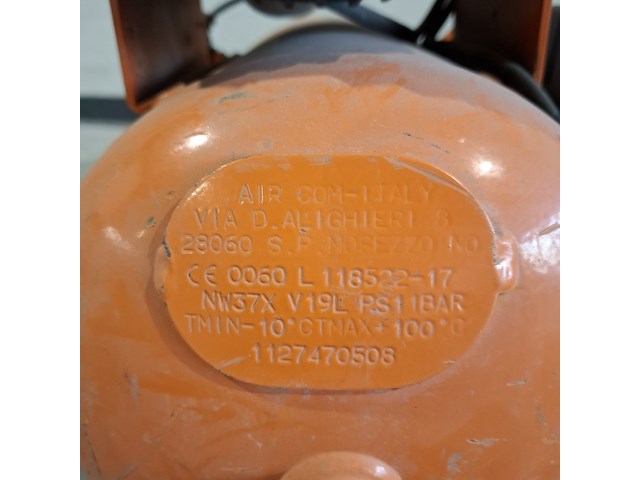 AIR COM-ITALY
VIA D.ALIGHIERI 8
28060 S.P.MOSEZZO NO
CE 0060 L 118522-17
NW37X V19L PS11BAR
TMIN-10°CTMAX+100°C
1127470508